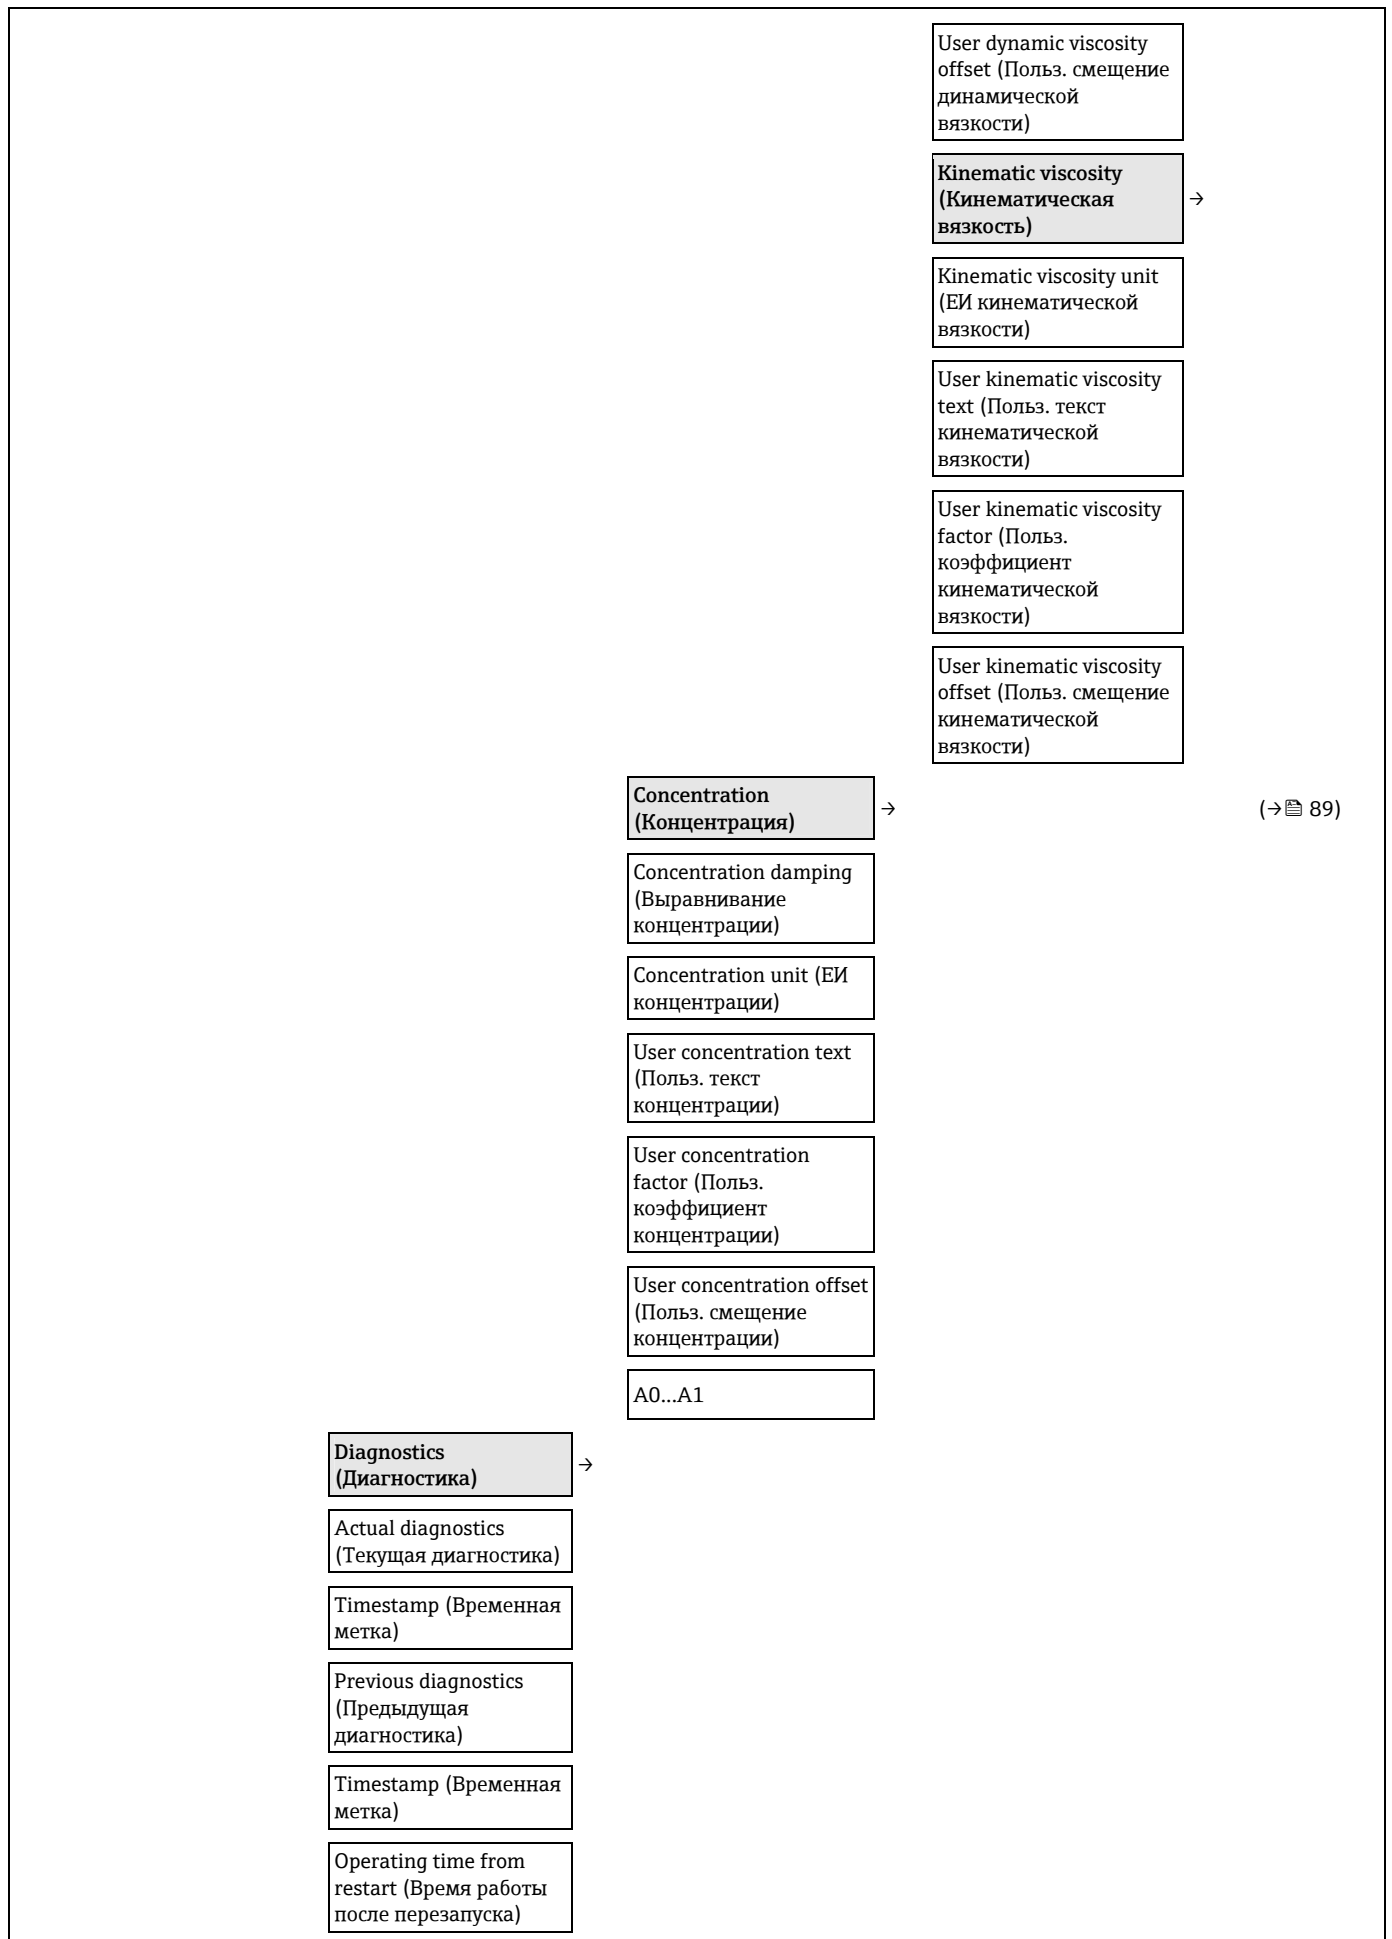 User dynamic viscosity
offset (Польз. смещение
динамической
вязкости)
Kinematic viscosity
(Кинематическая
вязкость)
→
Kinematic viscosity unit
(ЕИ кинематической
вязкости)
User kinematic viscosity
text (Польз. текст
кинематической
вязкости)
User kinematic viscosity
factor (Польз.
коэффициент
кинематической
вязкости)
User kinematic viscosity
offset (Польз. смещение
кинематической
вязкости)
Concentration
(Концентрация)
→
(→ 89)
Concentration damping
(Выравнивание
концентрации)
Concentration unit (ЕИ
концентрации)
User concentration text
(Польз. текст
концентрации)
User concentration
factor (Польз.
коэффициент
концентрации)
User concentration offset
(Польз. смещение
концентрации)
A0...A1
Diagnostics
(Диагностика)
→
Actual diagnostics
(Текущая диагностика)
Timestamp (Временная
метка)
Previous diagnostics
(Предыдущая
диагностика)
Timestamp (Временная
метка)
Operating time from
restart (Время работы
после перезапуска)